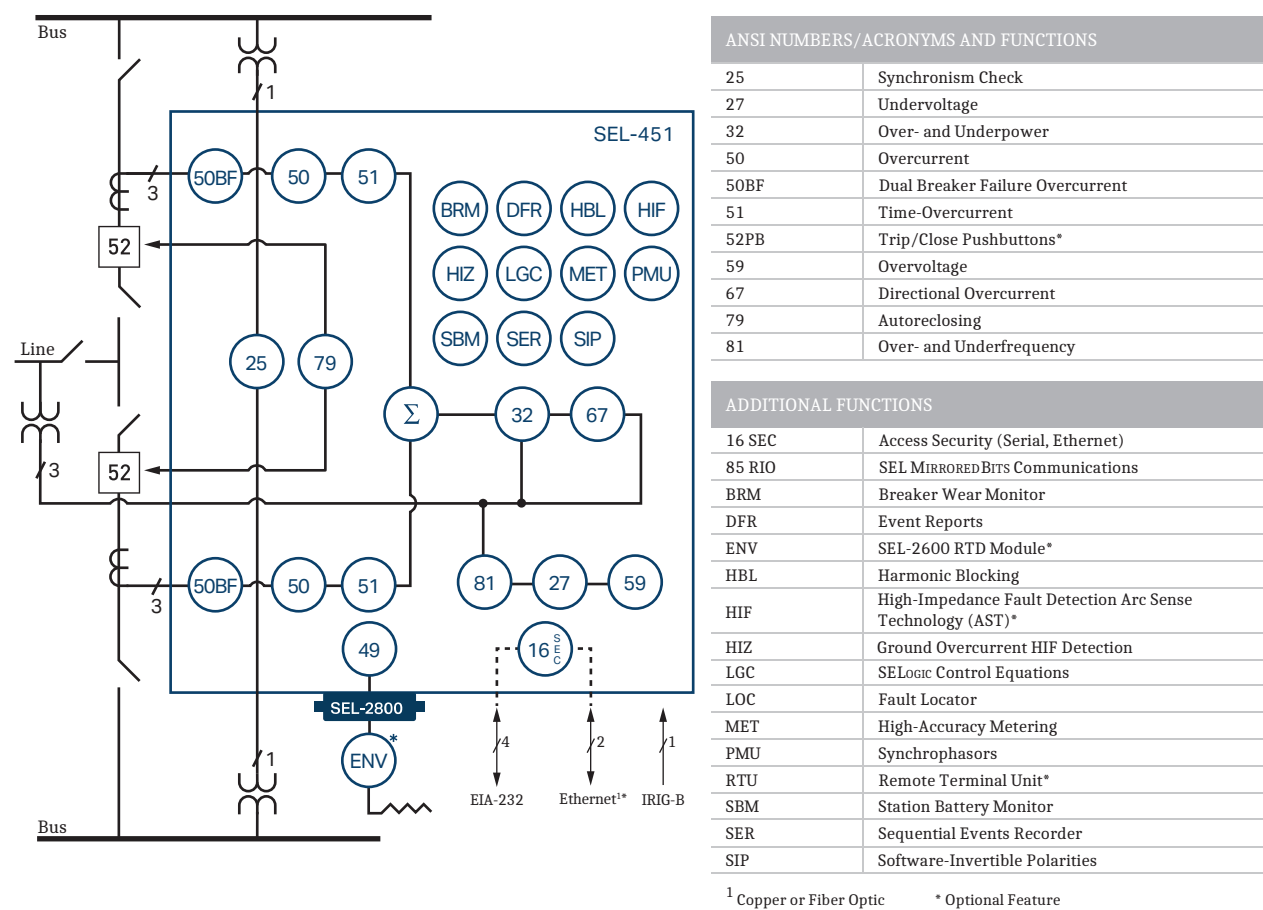 Bus
1
SEL-451
3
50BF
50
51
BRM
DFR
HBL
HIF
52
HIZ
LGC
MET
PMU
SBM
SER
SIP
Line
25
79
Σ
32
67
3
52
50BF
50
51
81
27
59
3
49
16 SEC
SEL-2800
1
ENV*
4
2
1
EIA-232
Ethernet¹*
IRIG-B
Bus
ANSI NUMBERS/ACRONYMS AND FUNCTIONS
25 Synchronism Check
27 Undervoltage
32 Over- and Underpower
50 Overcurrent
50BF Dual Breaker Failure Overcurrent
51 Time-Overcurrent
52PB Trip/Close Pushbuttons*
59 Overvoltage
67 Directional Overcurrent
79 Autoreclosing
81 Over- and Underfrequency
ADDITIONAL FUNCTIONS
16 SEC Access Security (Serial, Ethernet)
85 RIO SEL MIRRORED BITS Communications
BRM Breaker Wear Monitor
DFR Event Reports
ENV SEL-2600 RTD Module*
HBL Harmonic Blocking
HIF High-Impedance Fault Detection Arc Sense
Technology (AST)*
HIZ Ground Overcurrent HIF Detection
LGC SELOGIC Control Equations
LOC Fault Locator
MET High-Accuracy Metering
PMU Synchrophasors
RTU Remote Terminal Unit*
SBM Station Battery Monitor
SER Sequential Events Recorder
SIP Software-Invertible Polarities
¹ Copper or Fiber Optic * Optional Feature